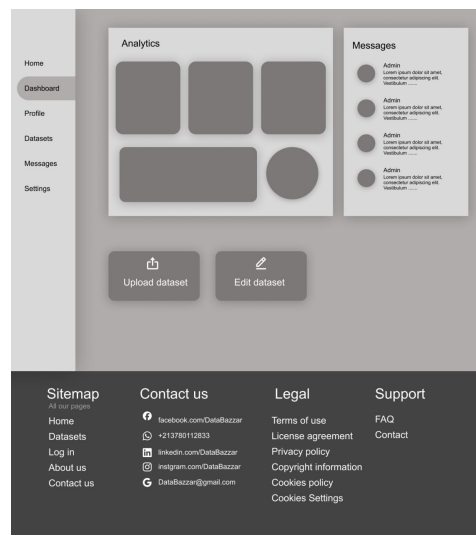 Home
Dashboard
Profile
Datasets
Messages
Settings
Analytics
Messages
Admin
Lorem ipsum dolor sit amet,
consectetur adipiscing elit.
Vestibulum .......
Admin
Lorem ipsum dolor sit amet,
consectetur adipiscing elit.
Vestibulum .......
Admin
Lorem ipsum dolor sit amet,
consectetur adipiscing elit.
Vestibulum .......
Admin
Lorem ipsum dolor sit amet,
consectetur adipiscing elit.
Vestibulum .......
Upload dataset
Edit dataset
Sitemap
All our pages
Home
Datasets
Log in
About us
Contact us
Contact us
facebook.com/DataBazzar
+213780112833
linkedin.com/DataBazzar
instgram.com/DataBazzar
DataBazzar@gmail.com
Legal
Terms of use
License agreement
Privacy policy
Copyright information
Cookies policy
Cookies Settings
Support
FAQ
Contact